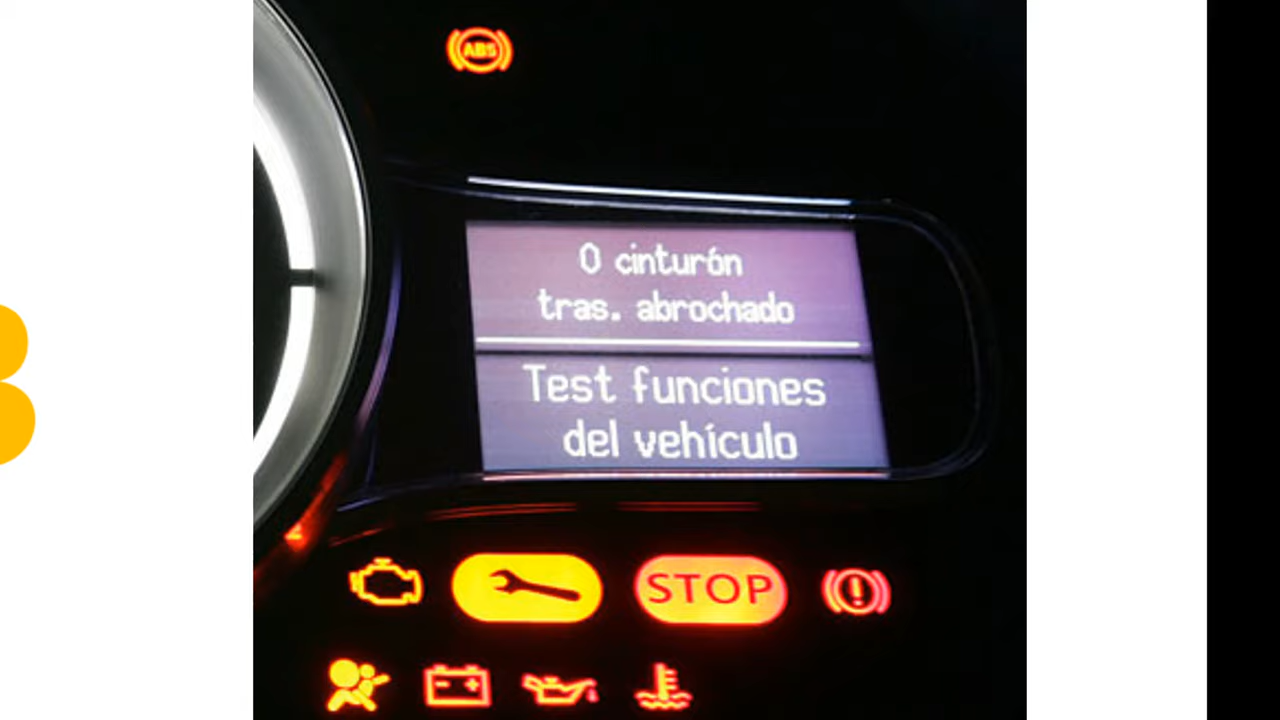 ABS
0 cinturón
tras. abrochado
Test funciones
del vehículo
STOP